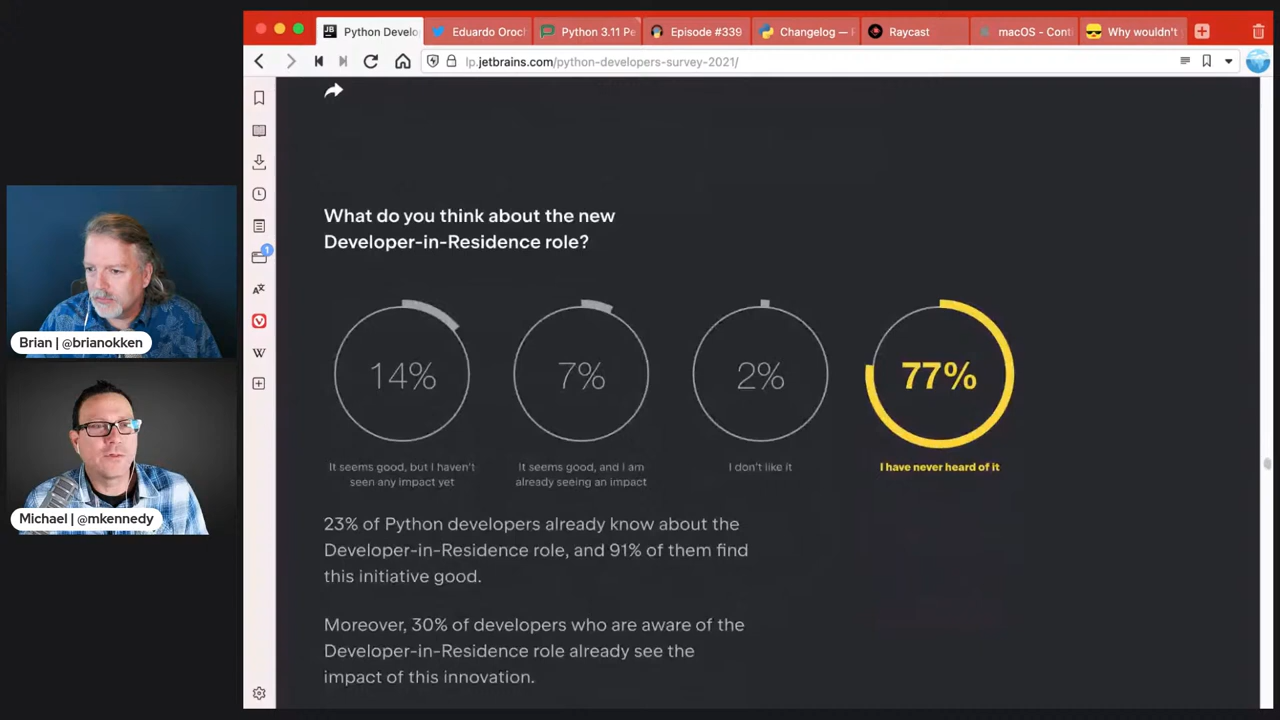 Python Develo
Eduardo Oroch
Python 3.11 Pe
Episode #339
Changelog —
Raycast
macOS - Conti
Why wouldn't
lp.jetbrains.com/python-developers-survey-2021/
1
What do you think about the new
Developer-in-Residence role?
14%
7%
2%
77%
It seems good, but I haven't
seen any impact yet
It seems good, and I am
already seeing an impact
I don't like it
I have never heard of it
23% of Python developers already know about the
Developer-in-Residence role, and 91% of them find
this initiative good.
Moreover, 30% of developers who are aware of the
Developer-in-Residence role already see the
impact of this innovation.
Brian | @brianokken
Michael | @mkennedy